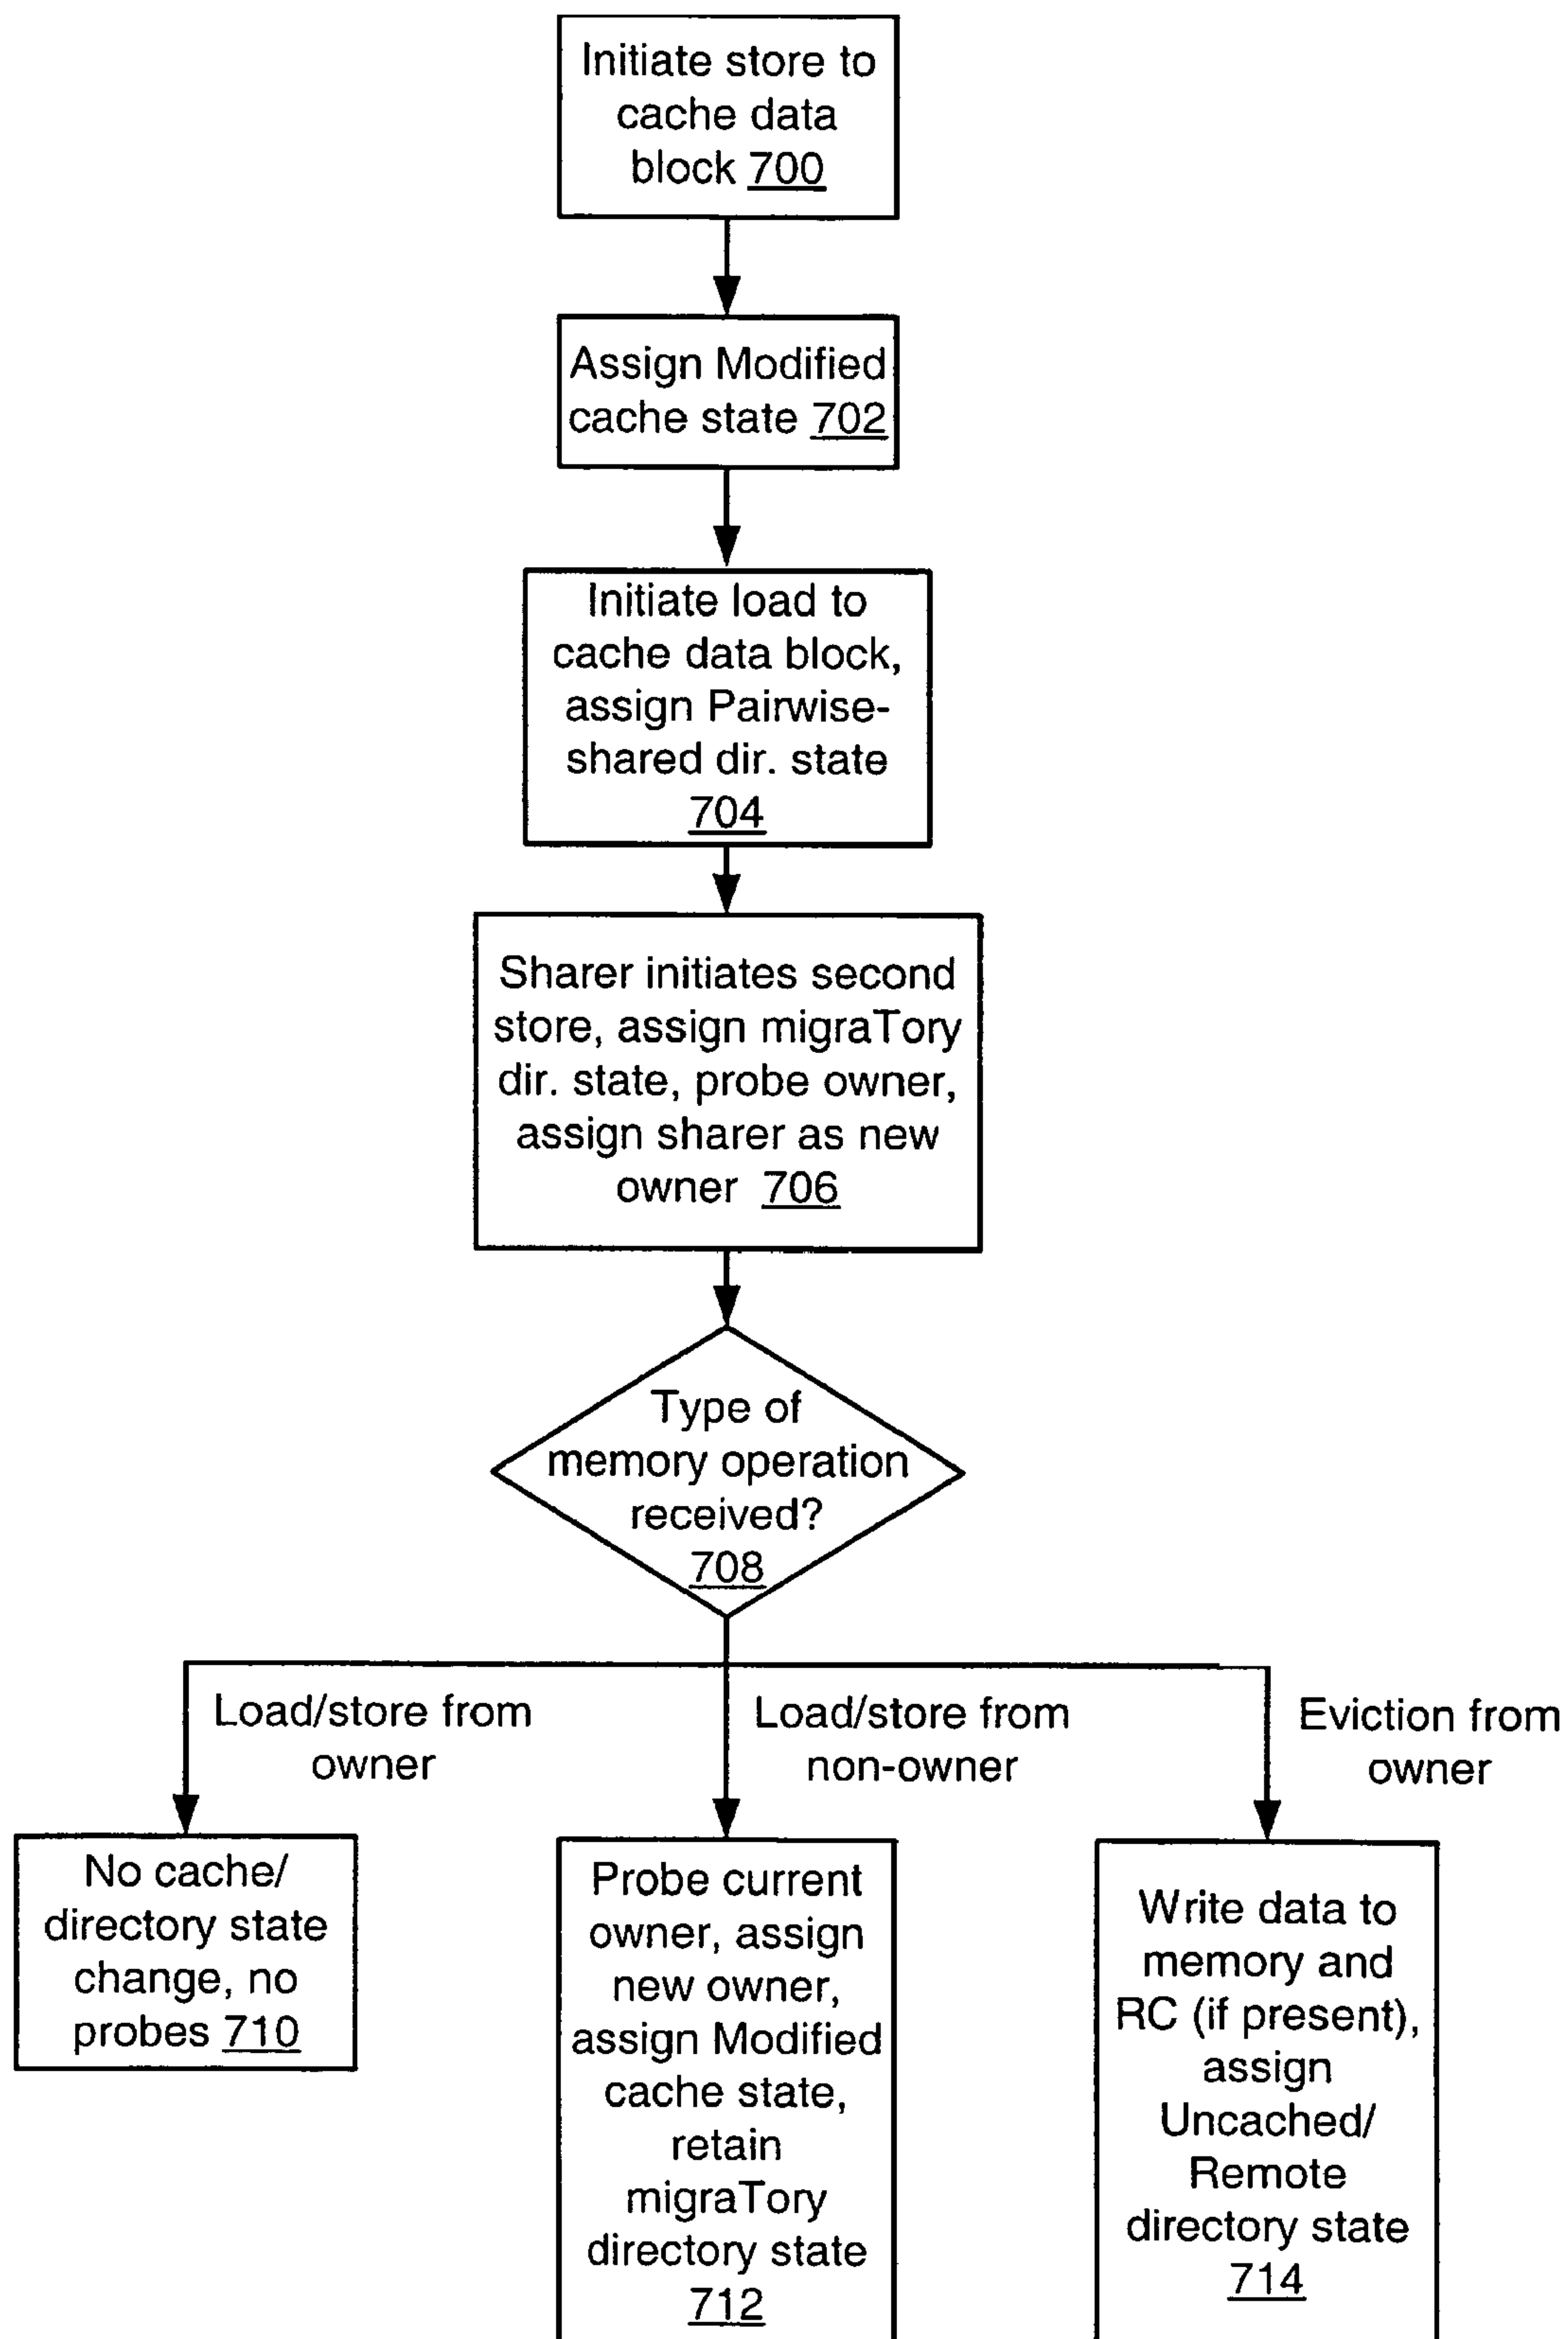 Initiate store to
cache data
block 700
Assign Modified
cache state 702
Initiate load to
cache data block,
assign Pairwise-
shared dir. state
704
Sharer initiates second
store, assign migraTory
dir. state, probe owner,
assign sharer as new
owner 706
Type of
memory operation
received?
708
Load/store from
owner
Load/store from
non-owner
Eviction from
owner
No cache/
directory state
change, no
probes 710
Probe current
owner, assign
new owner,
assign Modified
cache state,
retain
migraTory
directory state
712
Write data to
memory and
RC (if present),
assign
Uncached/
Remote
directory state
714